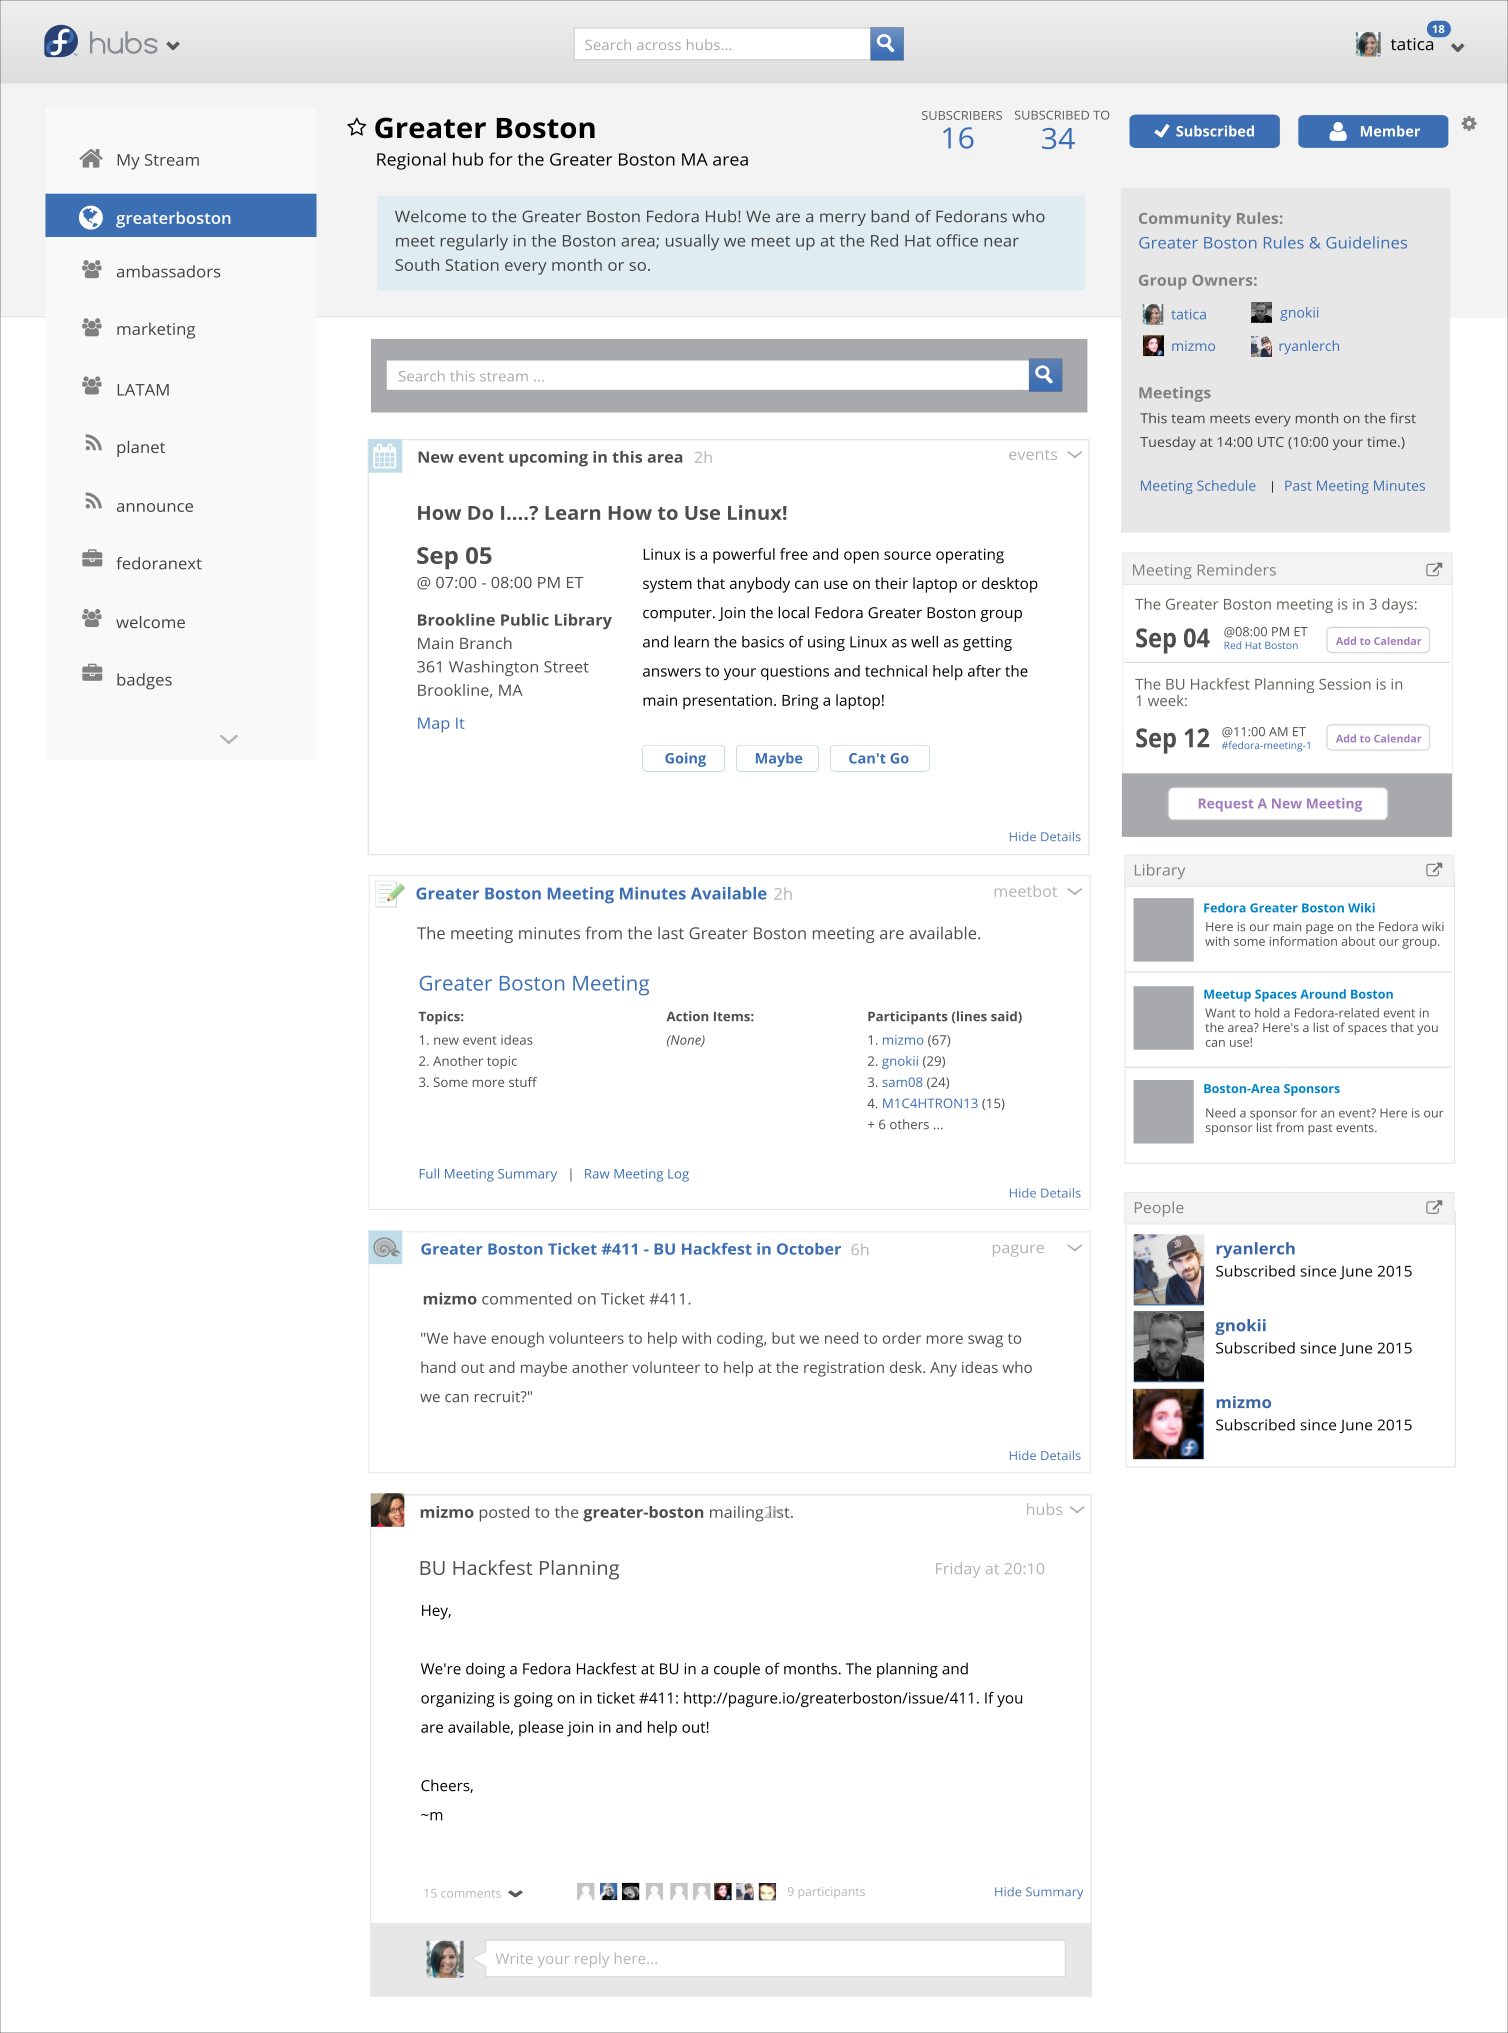 hubs
Search across hubs...
18
tatica
My Stream
greaterboston
ambassadors
marketing
LATAM
planet
announce
fedoranext
welcome
badges
Greater Boston
Regional hub for the Greater Boston MA area
SUBSCRIBERS
16
SUBSCRIBED TO
34
Subscribed
Member
Welcome to the Greater Boston Fedora Hub! We are a merry band of Fedorans who
meet regularly in the Boston area; usually we meet up at the Red Hat office near
South Station every month or so.
Search this stream ...
New event upcoming in this area 2h
events
How Do I....? Learn How to Use Linux!
Sep 05
@ 07:00 - 08:00 PM ET
Brookline Public Library
Main Branch
361 Washington Street
Brookline, MA
Map It
Linux is a powerful free and open source operating
system that anybody can use on their laptop or desktop
computer. Join the local Fedora Greater Boston group
and learn the basics of using Linux as well as getting
answers to your questions and technical help after the
main presentation. Bring a laptop!
Going
Maybe
Can't Go
Hide Details
Greater Boston Meeting Minutes Available 2h
meetbot
The meeting minutes from the last Greater Boston meeting are available.
Greater Boston Meeting
Topics:
1. new event ideas
2. Another topic
3. Some more stuff
Action Items:
(None)
Participants (lines said)
1. mizmo (67)
2. gnokii (29)
3. sam08 (24)
4. M1C4HTRON13 (15)
+ 6 others ...
Full Meeting Summary | Raw Meeting Log
Hide Details
Greater Boston Ticket #411 - BU Hackfest in October 6h
pagure
mizmo commented on Ticket #411.
"We have enough volunteers to help with coding, but we need to order more swag to
hand out and maybe another volunteer to help at the registration desk. Any ideas who
we can recruit?"
Hide Details
mizmo posted to the greater-boston mailing list. 2h
hubs
BU Hackfest Planning
Friday at 20:10
Hey,
We're doing a Fedora Hackfest at BU in a couple of months. The planning and
organizing is going on in ticket #411: http://pagure.io/greaterboston/issue/411. If you
are available, please join in and help out!
Cheers,
~m
15 comments
9 participants
Hide Summary
Write your reply here...
Community Rules:
Greater Boston Rules & Guidelines
Group Owners:
tatica
gnokii
mizmo
ryanlerch
Meetings
This team meets every month on the first
Tuesday at 14:00 UTC (10:00 your time.)
Meeting Schedule | Past Meeting Minutes
Meeting Reminders
The Greater Boston meeting is in 3 days:
Sep 04
@08:00 PM ET
Red Hat Boston
Add to Calendar
The BU Hackfest Planning Session is in
1 week:
Sep 12
@11:00 AM ET
#fedora-meeting-1
Add to Calendar
Request A New Meeting
Library
Fedora Greater Boston Wiki
Here is our main page on the Fedora wiki
with some information about our group.
Meetup Spaces Around Boston
Want to hold a Fedora-related event in
the area? Here's a list of spaces that you
can use!
Boston-Area Sponsors
Need a sponsor for an event? Here is our
sponsor list from past events.
People
ryanlerch
Subscribed since June 2015
gnokii
Subscribed since June 2015
mizmo
Subscribed since June 2015